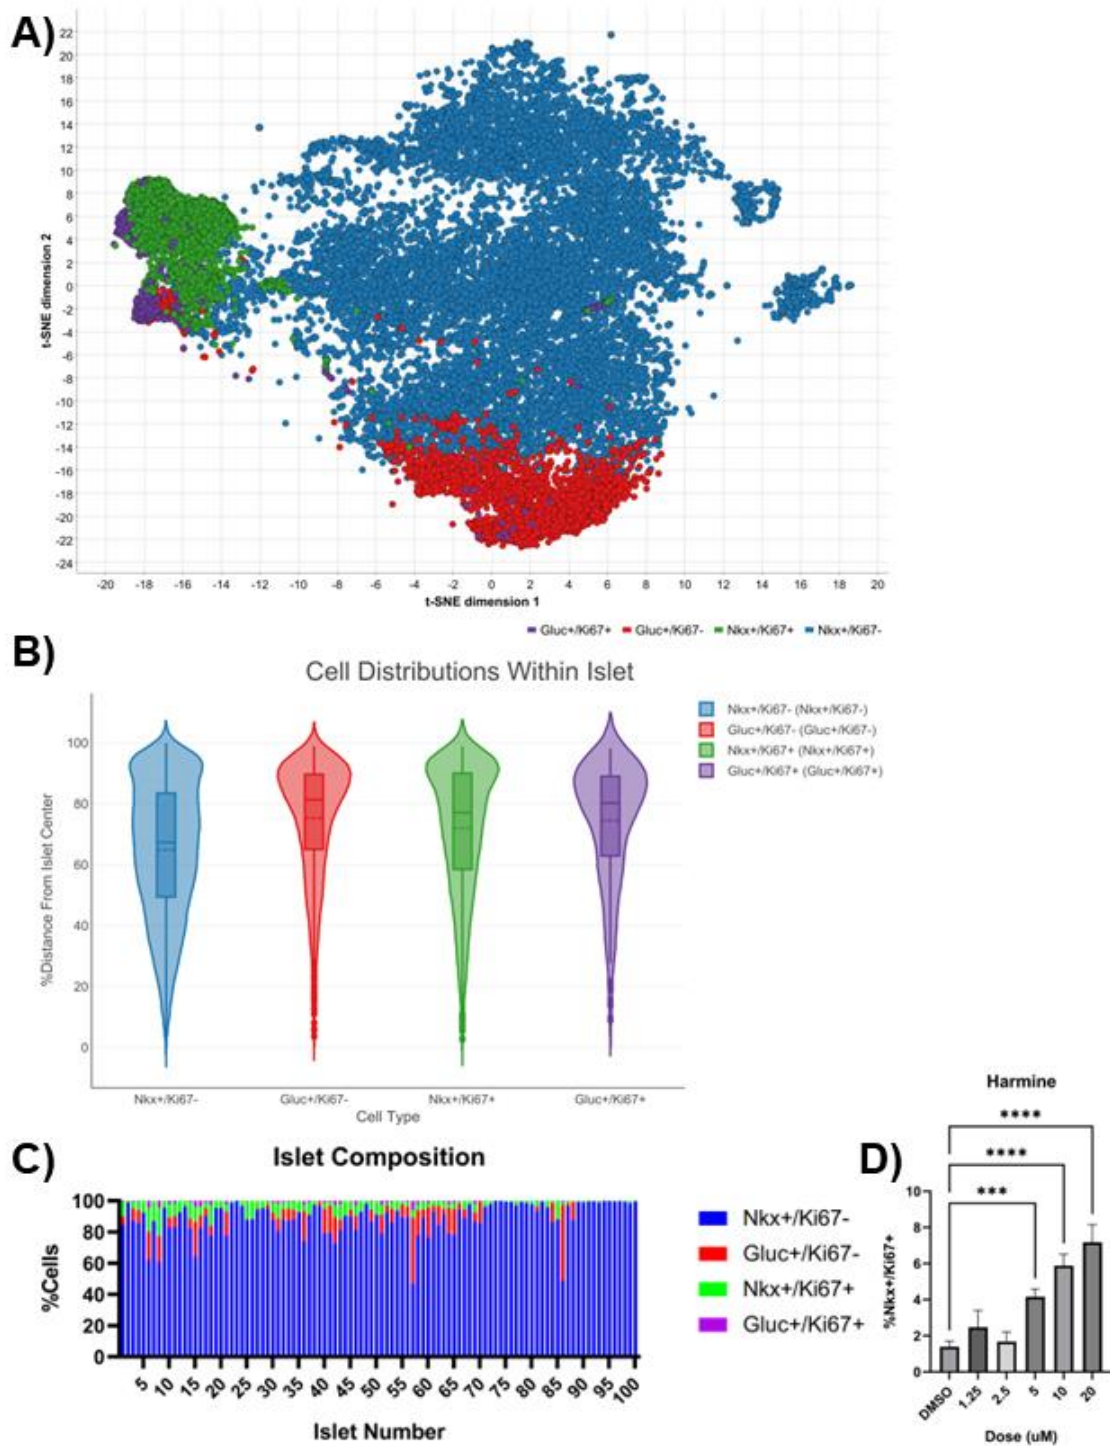 A)
22
20
18
16
14
12
10
8
6
4
2
0
-2
-4
-6
-8
-10
-12
-14
-16
-18
-20
-22
-24
t-SNE dimension 2
-20 -18 -16 -14 -12 -10 -8 -6 -4 -2 0 2 4 6 8 10 12 14 16 18 20
t-SNE dimension 1
Gluc+/Ki67+ Gluc+/Ki67- Nkx+/Ki67+ Nkx+/Ki67-
B)
Cell Distributions Within Islet
100
80
60
40
20
0
%Distance From Islet Center
Nkx+/Ki67- Gluc+/Ki67- Nkx+/Ki67+ Gluc+/Ki67+
Cell Type
Nkx+/Ki67- (Nkx+/Ki67-)
Gluc+/Ki67- (Gluc+/Ki67-)
Nkx+/Ki67+ (Nkx+/Ki67+)
Gluc+/Ki67+ (Gluc+/Ki67+)
C)
Islet Composition
100
80
60
40
20
0
%Cells
5 10 15 20 25 30 35 40 45 50 55 60 65 70 75 80 85 90 95 100
Islet Number
Nkx+/Ki67-
Gluc+/Ki67-
Nkx+/Ki67+
Gluc+/Ki67+
D)
Harmine
****
****
***
10
8
6
4
2
0
%Nkx+/Ki67+
DMSO 1.25 2.5 5 10 20
Dose (uM)